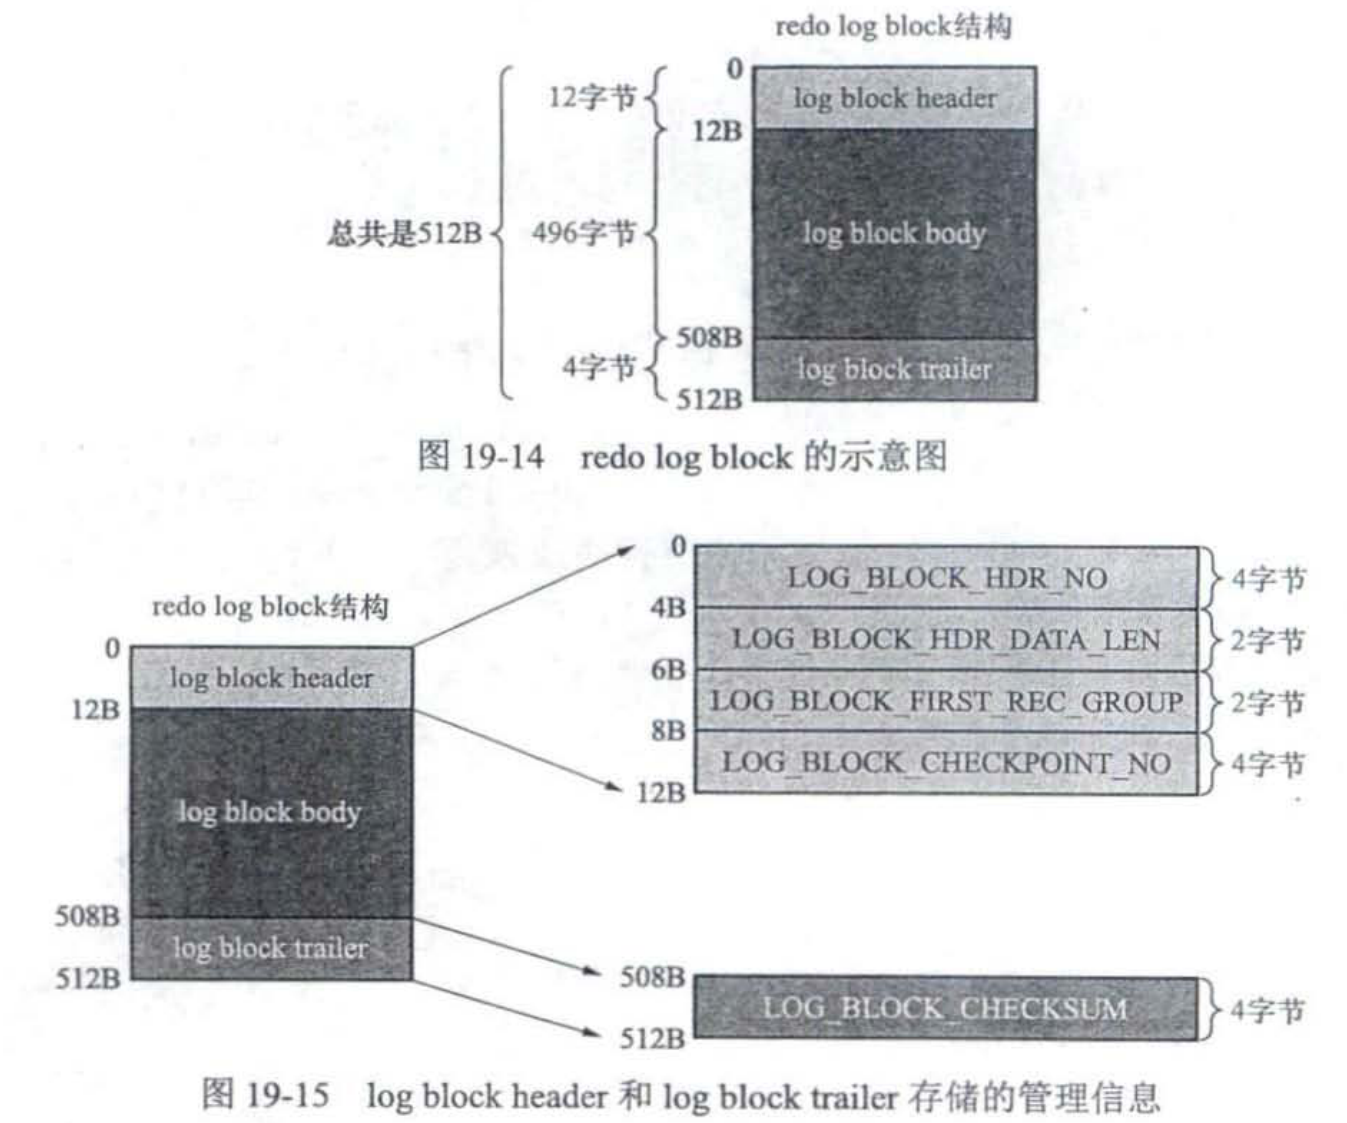 redo log block结构
0
12字节
log block header
12B
总共是512B
496字节
log block body
508B
4字节
log block trailer
512B
图 19-14 redo log block 的示意图
0
LOG_BLOCK_HDR_NO
4字节
4B
redo log block结构
LOG_BLOCK_HDR_DATA_LEN
2字节
0
6B
log block header
LOG_BLOCK_FIRST_REC_GROUP
2字节
12B
8B
LOG_BLOCK_CHECKPOINT_NO
4字节
12B
log block body
508B
log block trailer
512B
508B
LOG_BLOCK_CHECKSUM
4字节
512B
图 19-15 log block header 和 log block trailer 存储的管理信息